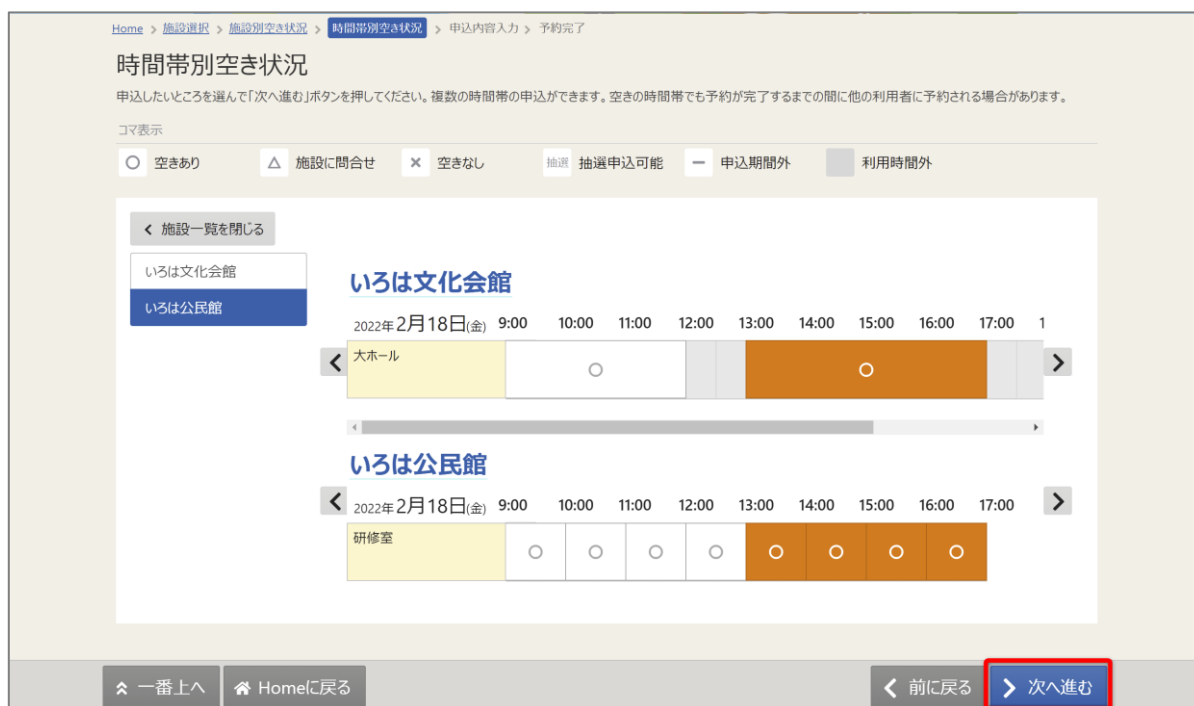 Home > 施設選択 > 施設別空き状況 > 時間帯別空き状況 > 申込内容入力 > 予約完了
時間帯別空き状況
申込したいところを選んで「次へ進む」ボタンを押してください。複数の時間帯の申込ができます。空きの時間帯でも予約が完了するまでの間に他の利用者に予約される場合があります。
コマ表示
○ 空きあり △ 施設に問合せ × 空きなし 抽選 抽選申込可能 － 申込期間外 利用時間外
< 施設一覧を閉じる
いろは文化会館
いろは公民館
いろは文化会館
2022年2月18日(金) 9:00 10:00 11:00 12:00 13:00 14:00 15:00 16:00 17:00 1
大ホール ○ ○
いろは公民館
2022年2月18日(金) 9:00 10:00 11:00 12:00 13:00 14:00 15:00 16:00 17:00
研修室 ○ ○ ○ ○ ○ ○ ○ ○
一番上へ Homeに戻る < 前に戻る > 次へ進む